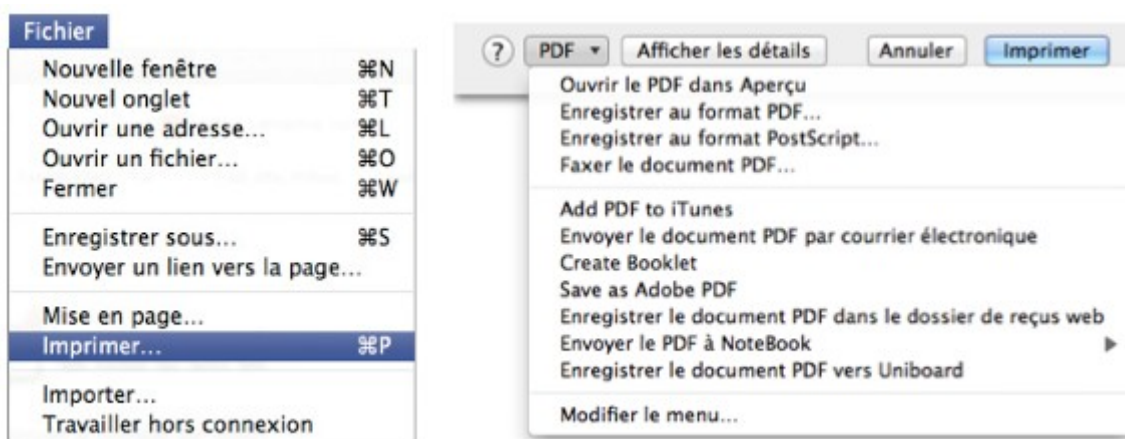 Fichier
Nouvelle fenêtre ⌘N
Nouvel onglet ⌘T
Ouvrir une adresse... ⌘L
Ouvrir un fichier... ⌘O
Fermer ⌘W
Enregistrer sous... ⌘S
Envoyer un lien vers la page...
Mise en page...
Imprimer... ⌘P
Importer...
Travailler hors connexion
? PDF ▾ Afficher les détails Annuler Imprimer
Ouvrir le PDF dans Aperçu
Enregistrer au format PDF...
Enregistrer au format PostScript...
Faxer le document PDF...
Add PDF to iTunes
Envoyer le document PDF par courrier électronique
Create Booklet
Save as Adobe PDF
Enregistrer le document PDF dans le dossier de reçus web
Envoyer le PDF à NoteBook ▶
Enregistrer le document PDF vers Uniboard
Modifier le menu...